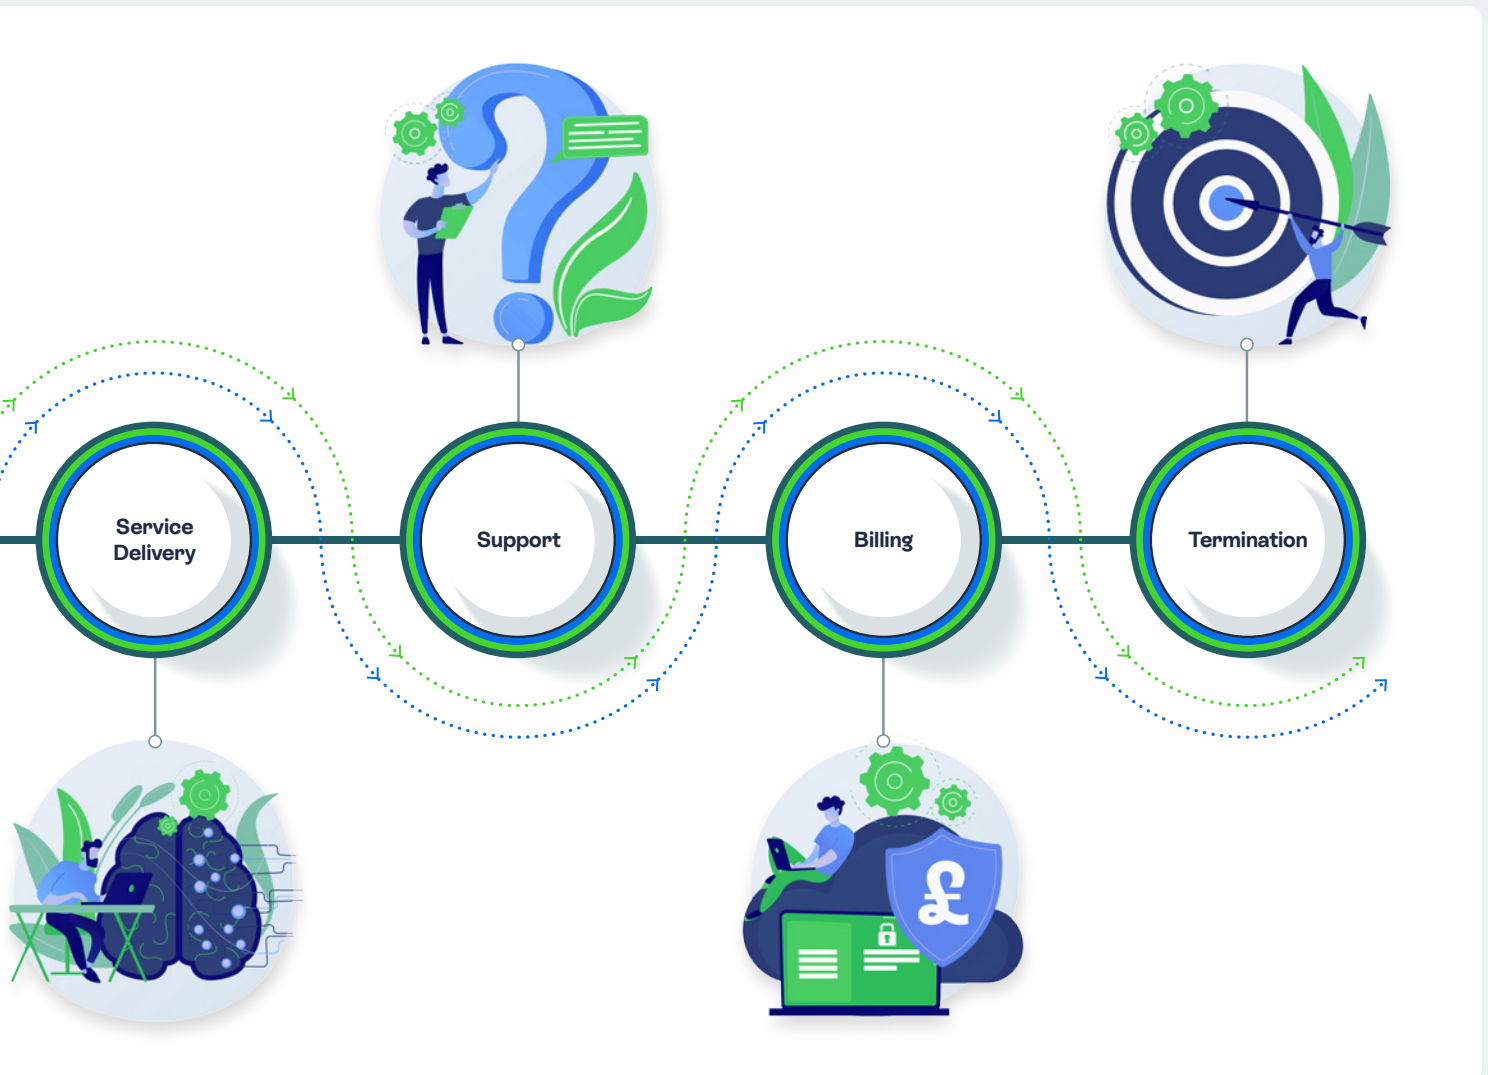 Service
Delivery
Support
Billing
Termination
£